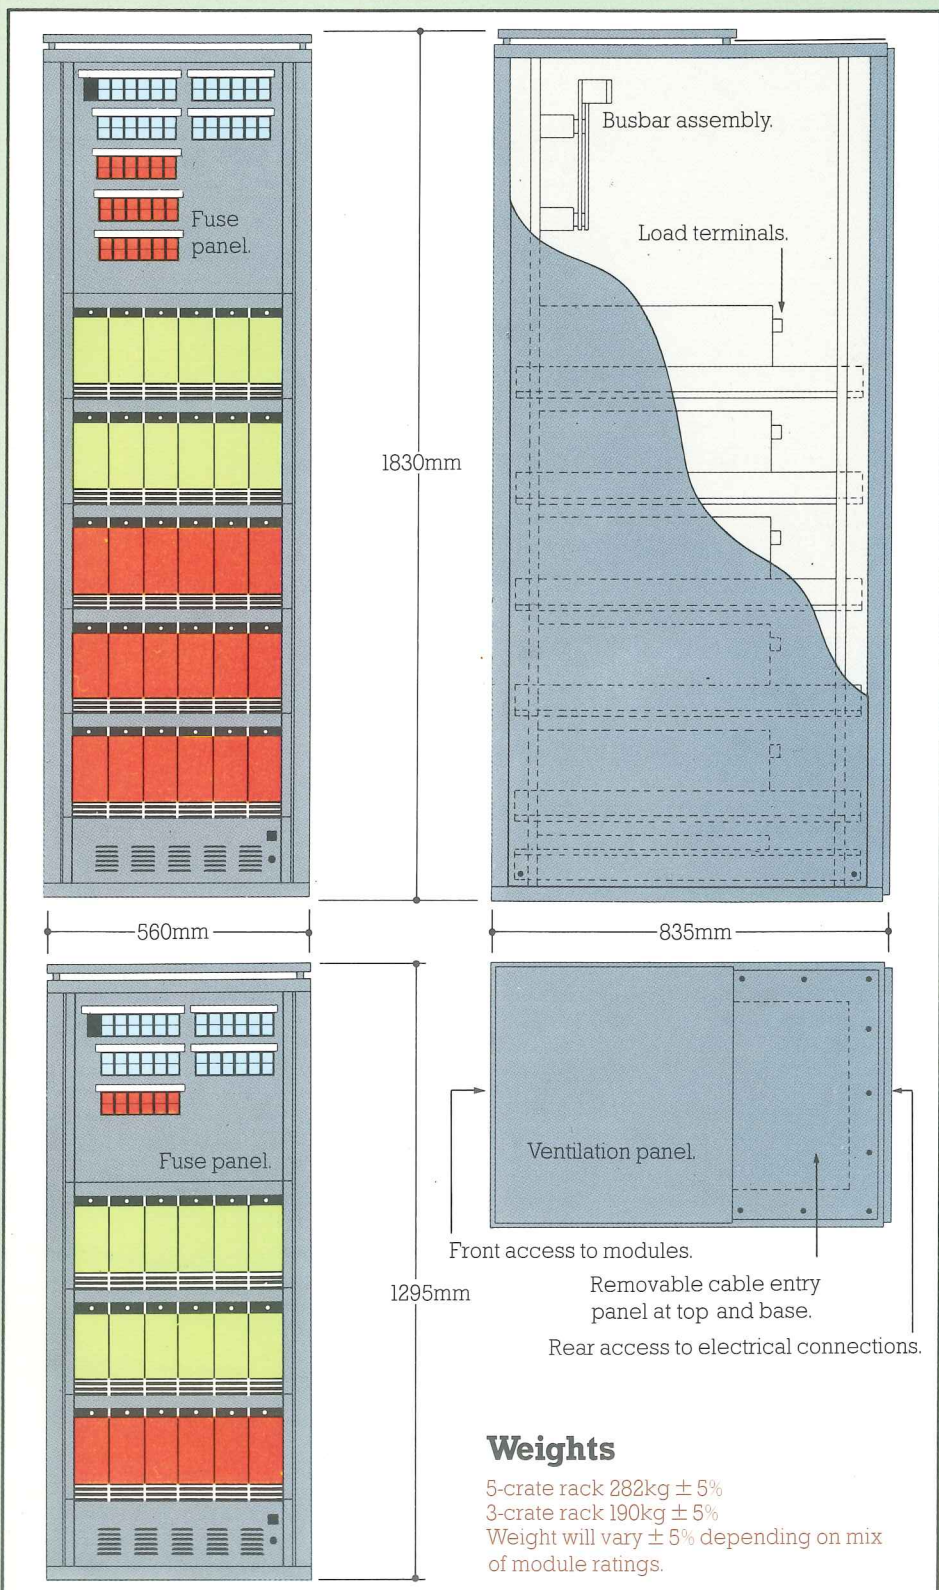 Busbar assembly.
Load terminals.
Fuse
panel.
1830mm
560mm
835mm
Fuse panel.
Ventilation panel.
Front access to modules.
Removable cable entry
panel at top and base.
Rear access to electrical connections.
1295mm
Weights
5-crate rack 282kg ± 5%
3-crate rack 190kg ± 5%
Weight will vary ± 5% depending on mix
of module ratings.